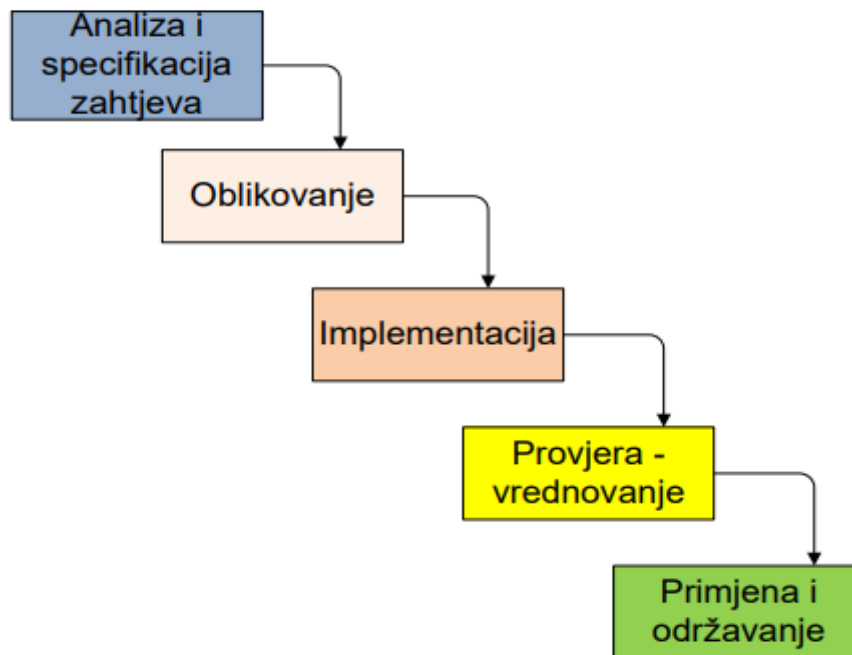 Analiza i
specifikacija
zahtjeva
Oblikovanje
Implementacija
Provjera -
vrednovanje
Primjena i
održavanje